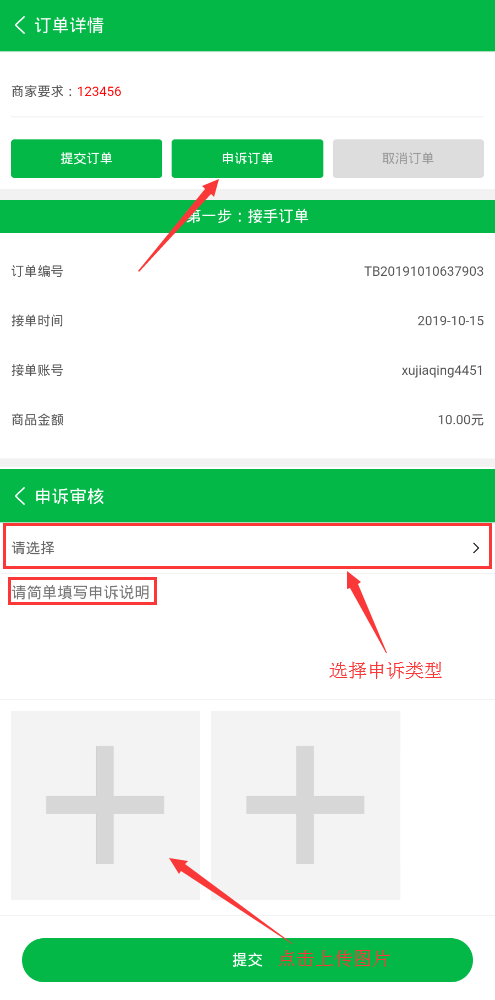 订单详情
商家要求：123456
提交订单 申诉订单 取消订单
第一步：接手订单
订单编号 TB20191010637903
接单时间 2019-10-15
接单账号 xujiaqing4451
商品金额 10.00元
申诉审核
请选择
请简单填写申诉说明
选择申诉类型
提交 点击上传图片